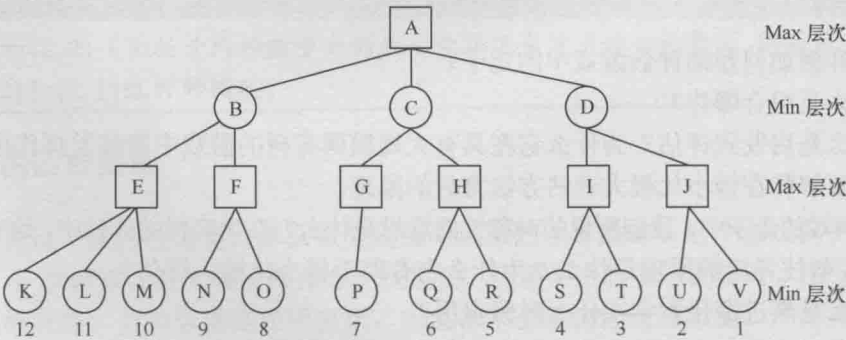 A
Max 层次
B
C
D
Min 层次
E
F
G
H
I
J
Max 层次
K
L
M
N
O
P
Q
R
S
T
U
V
Min 层次
12
11
10
9
8
7
6
5
4
3
2
1